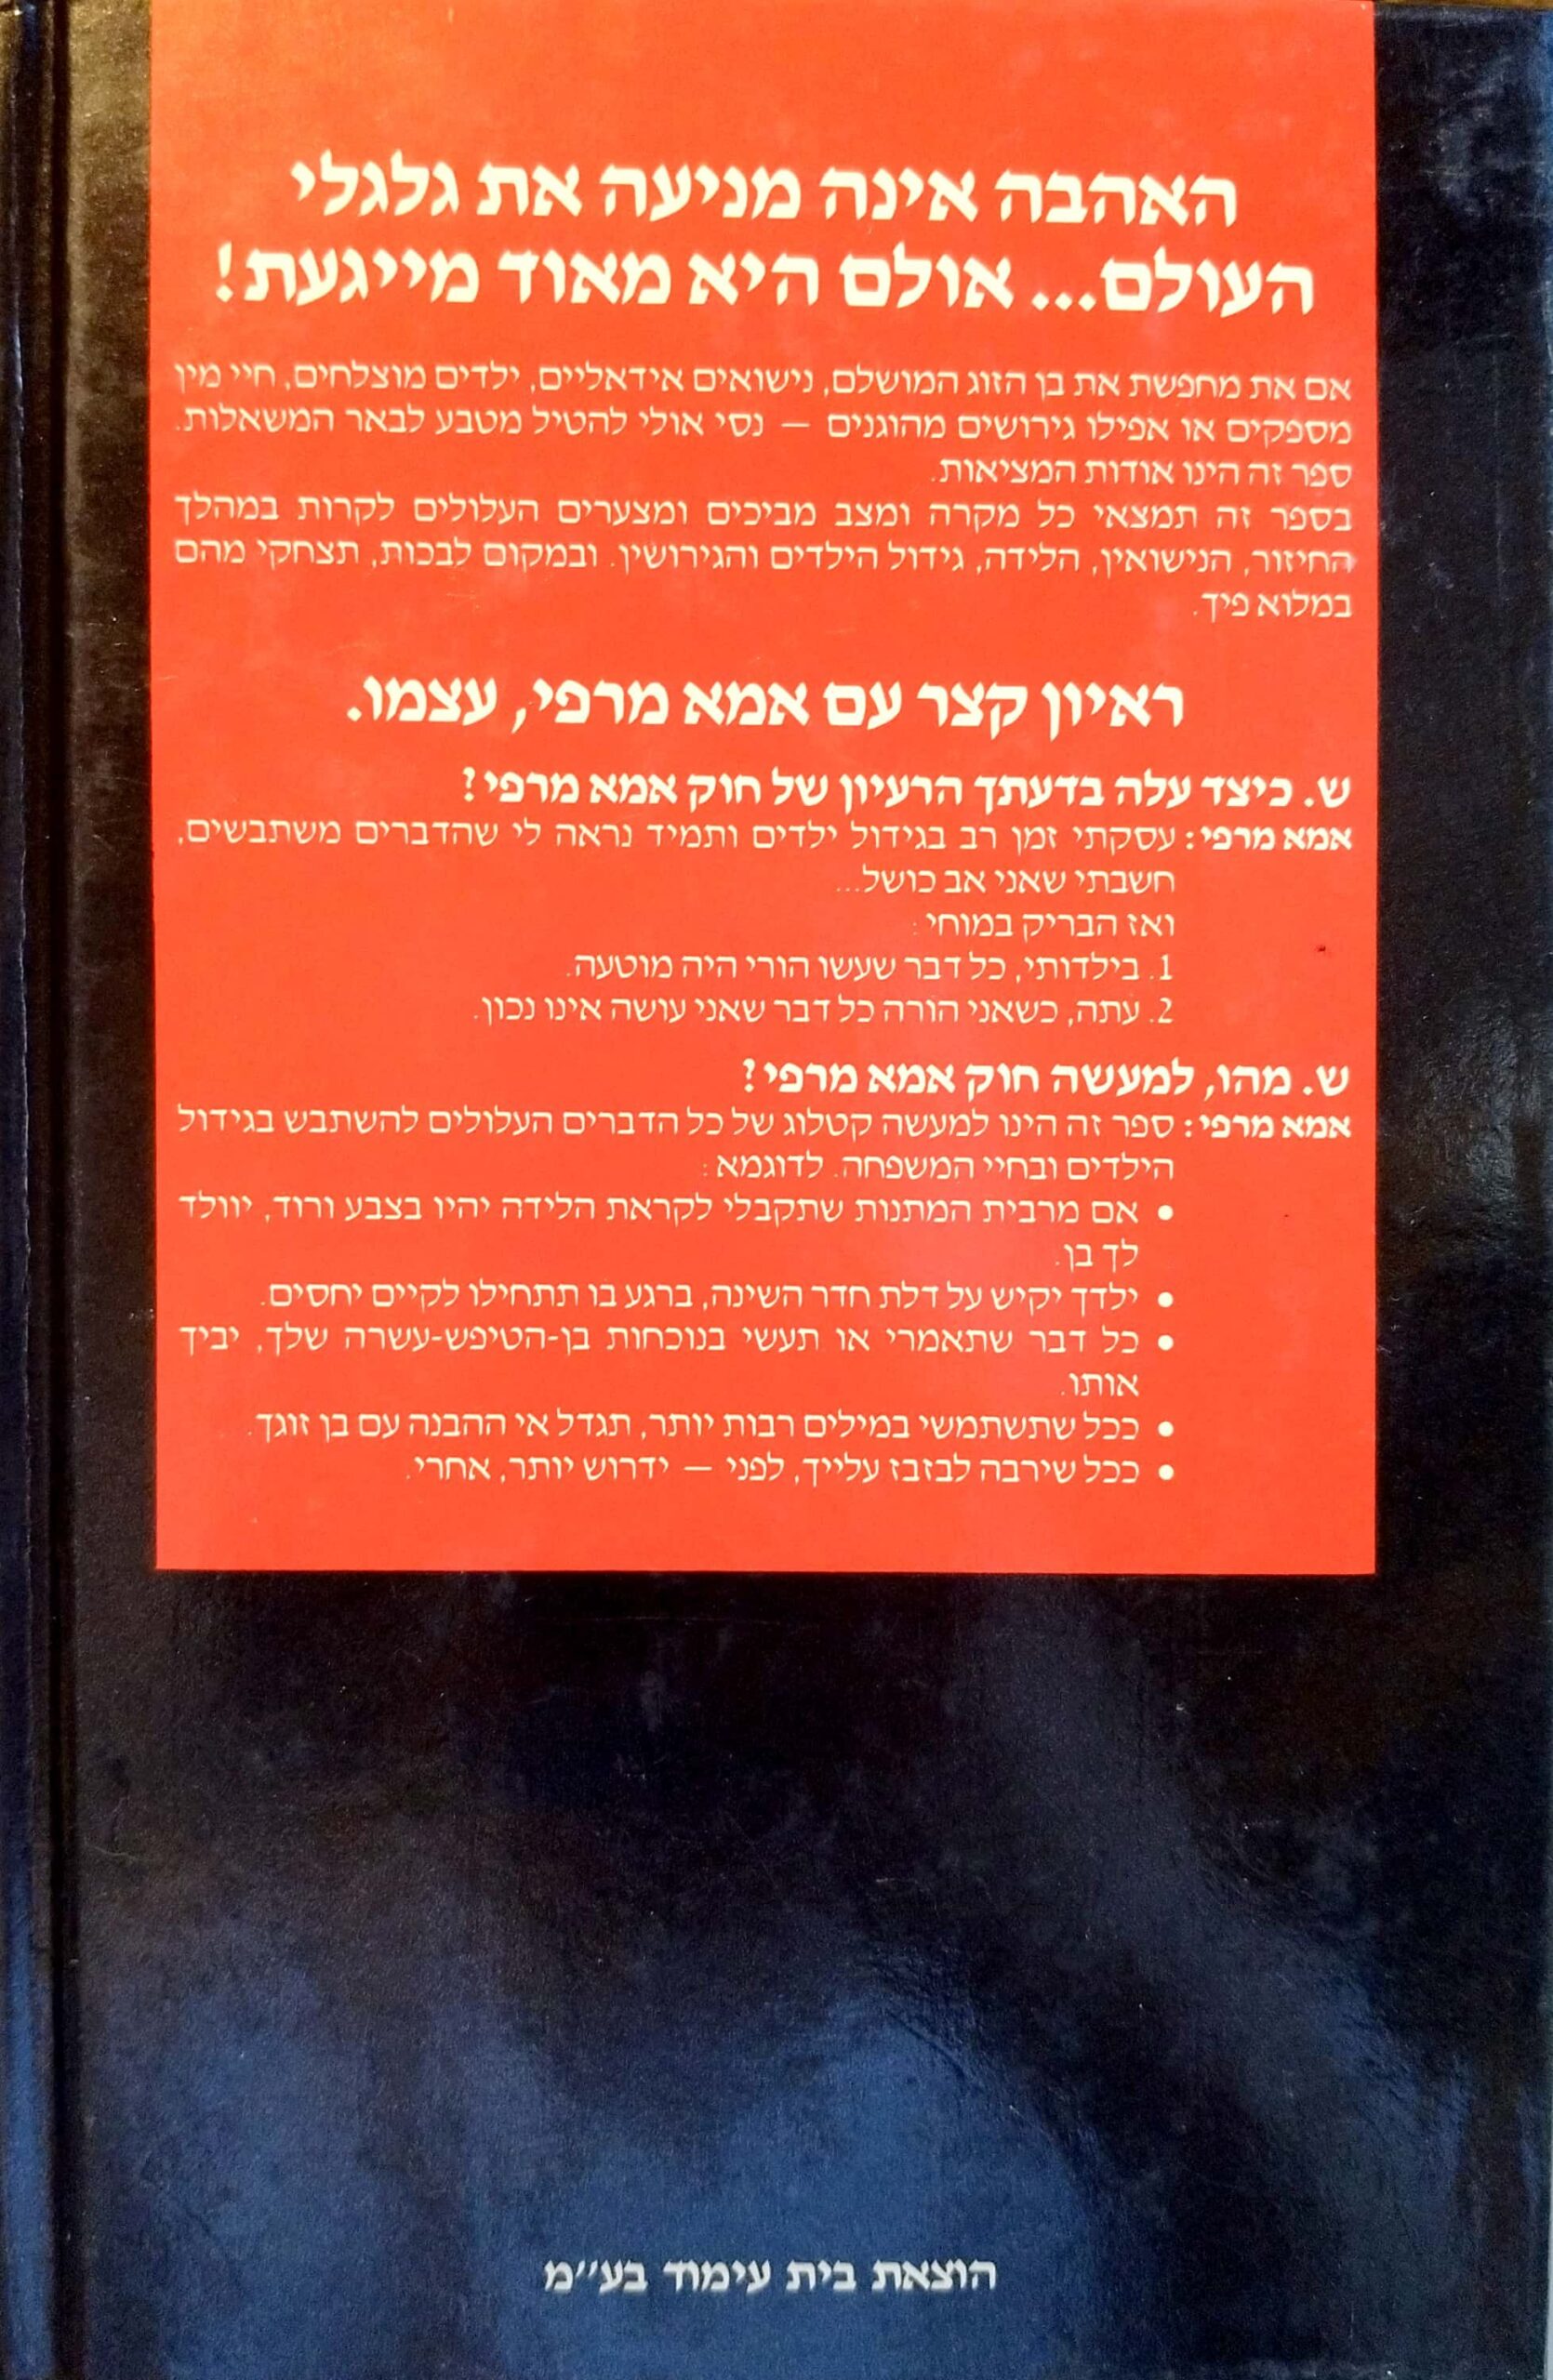 האהבה אינה מניעה את גלגלי
העולם... אולם היא מאוד מייגעת!
אם את מחפשת את בן הזוג המושלם, נישואים אידאליים, ילדים מוצלחים, חיי מין
מספקים או אפילו גירושים מהוגנים — נסי אולי להטיל מטבע לבאר המשאלות.
ספר זה הינו אודות המציאות.
בספר זה תמצאי כל מקרה ומצב מביכים ומצערים העלולים לקרות במהלך
החיזור, הנישואין, הלידה, גידול הילדים והגירושין. ובמקום לבכות, תצחקי מהם
במלוא פיך.
ראיון קצר עם אמא מרפי, עצמו.
ש. כיצד עלה בדעתך הרעיון של חוק אמא מרפי?
אמא מרפי: עסקתי זמן רב בגידול ילדים ותמיד נראה לי שהדברים משתבשים,
חשבתי שאני אב כושל...
ואז הבריק במוחי:
1. בילדותי, כל דבר שעשו הורי היה מוטעה.
2. עתה, כשאני הורה כל דבר שאני עושה אינו נכון.
ש. מהו, למעשה חוק אמא מרפי?
אמא מרפי: ספר זה הינו למעשה קטלוג של כל הדברים העלולים להשתבש בגידול
הילדים ובחיי המשפחה. לדוגמא:
• אם מרבית המתנות שתקבלי לקראת הלידה יהיו בצבע ורוד, יוולד
לך בן.
• ילדך יקיש על דלת חדר השינה, ברגע בו תתחילו לקיים יחסים.
• כל דבר שתאמרי או תעשי בנוכחות בן-הטיפש-עשרה שלך, יביך
אותו.
• ככל שתשתמשי במילים רבות יותר, תגדל אי ההבנה עם בן זוגך.
• ככל שירבה לבזבז עלייך, לפני — ידרוש יותר, אחרי.
הוצאת בית עימוד בע״מ